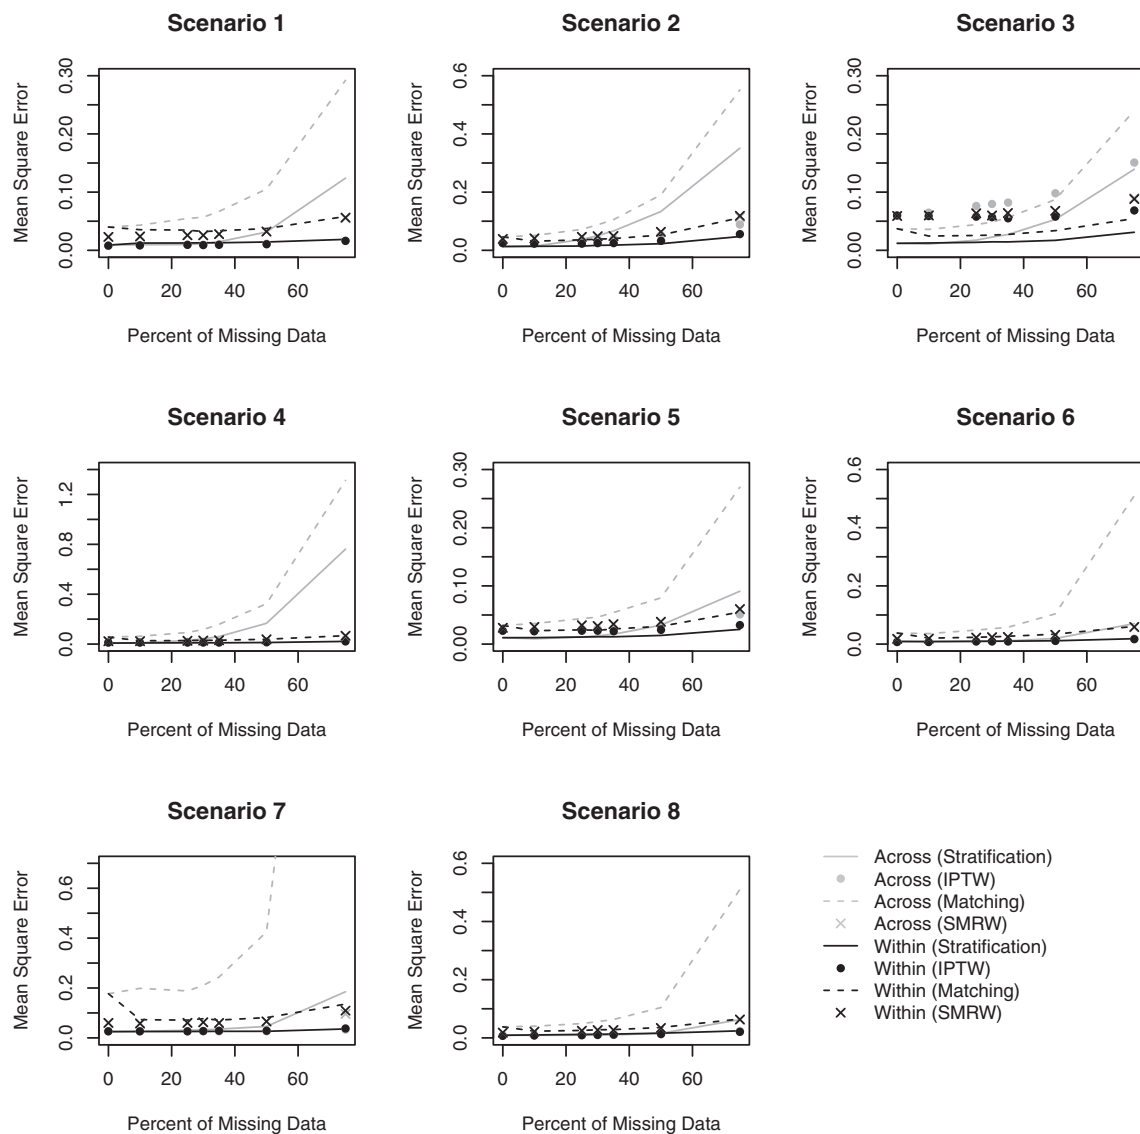 Scenario 1
Mean Square Error
0.00 0.10 0.20 0.30
0 20 40 60
Percent of Missing Data
Scenario 2
Mean Square Error
0.0 0.2 0.4 0.6
0 20 40 60
Percent of Missing Data
Scenario 3
Mean Square Error
0.00 0.10 0.20 0.30
0 20 40 60
Percent of Missing Data
Scenario 4
Mean Square Error
0.0 0.4 0.8 1.2
0 20 40 60
Percent of Missing Data
Scenario 5
Mean Square Error
0.00 0.10 0.20 0.30
0 20 40 60
Percent of Missing Data
Scenario 6
Mean Square Error
0.0 0.2 0.4 0.6
0 20 40 60
Percent of Missing Data
Scenario 7
Mean Square Error
0.0 0.2 0.4 0.6
0 20 40 60
Percent of Missing Data
Scenario 8
Mean Square Error
0.0 0.2 0.4 0.6
0 20 40 60
Percent of Missing Data
Across (Stratification)
Across (IPTW)
Across (Matching)
Across (SMRW)
Within (Stratification)
Within (IPTW)
Within (Matching)
Within (SMRW)